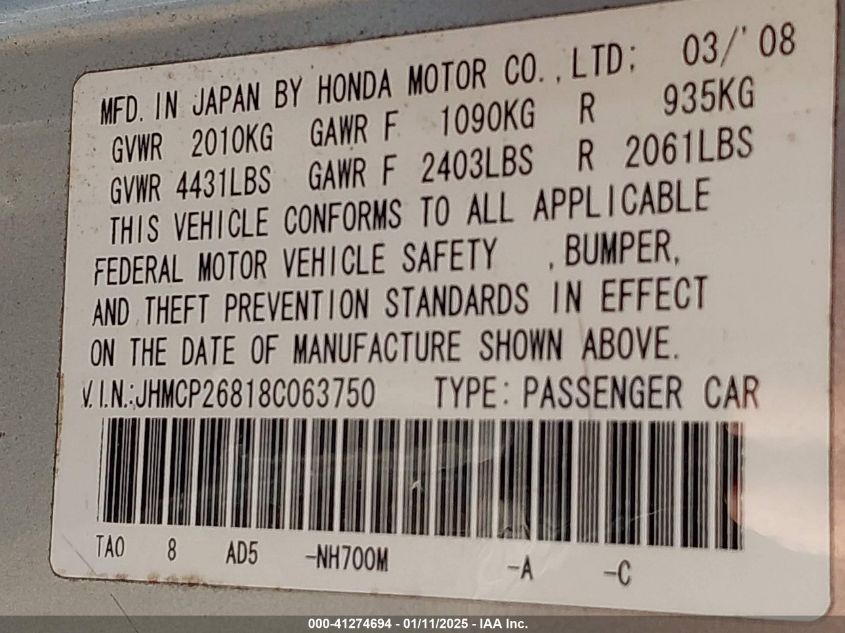 MFD. IN JAPAN BY HONDA MOTOR CO.,LTD; 03/'08
GVWR 2010KG GAWR F 1090KG R 935KG
GVWR 4431LBS GAWR F 2403LBS R 2061LBS
THIS VEHICLE CONFORMS TO ALL APPLICABLE
FEDERAL MOTOR VEHICLE SAFETY , BUMPER,
AND THEFT PREVENTION STANDARDS IN EFFECT
ON THE DATE OF MANUFACTURE SHOWN ABOVE.
V.I.N.:JHMCP26818C063750 TYPE: PASSENGER CAR
TA0 8 AD5 -NH700M -A -C
000-41274694 - 01/11/2025 - IAA Inc.